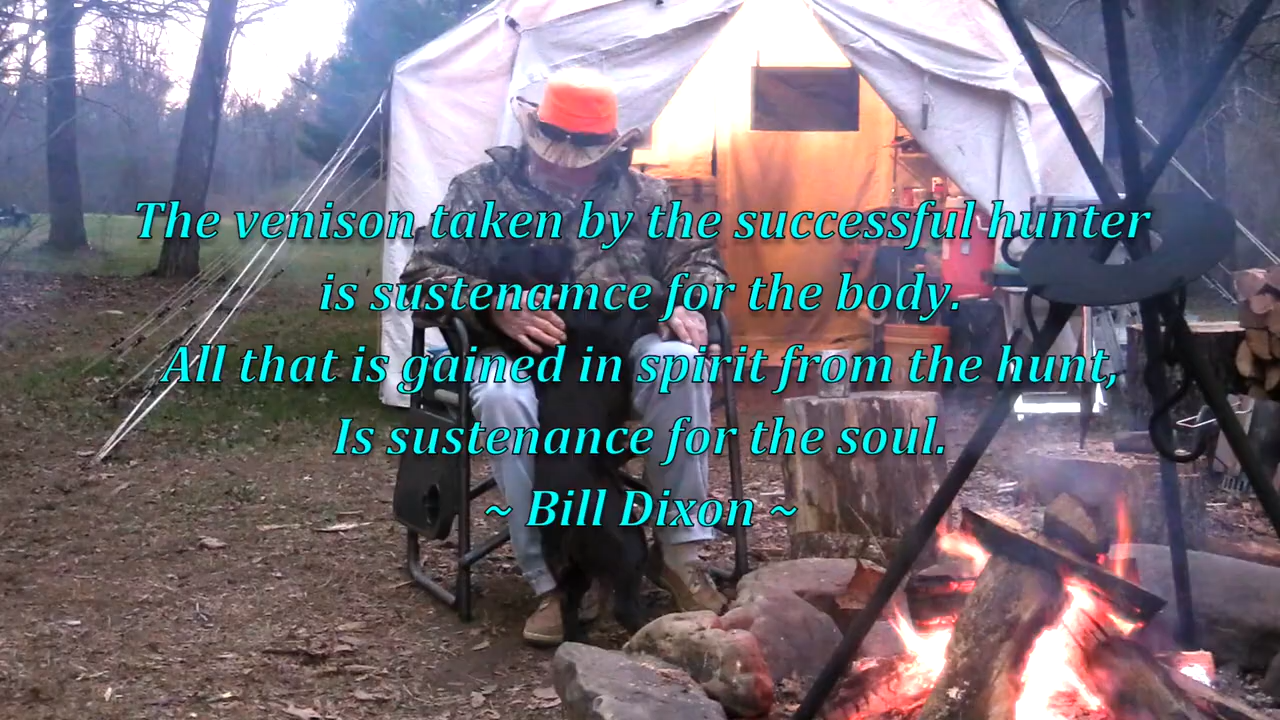 The venison taken by the successful hunter
is sustenamce for the body.
All that is gained in spirit from the hunt,
Is sustenance for the soul.
~ Bill Dixon ~